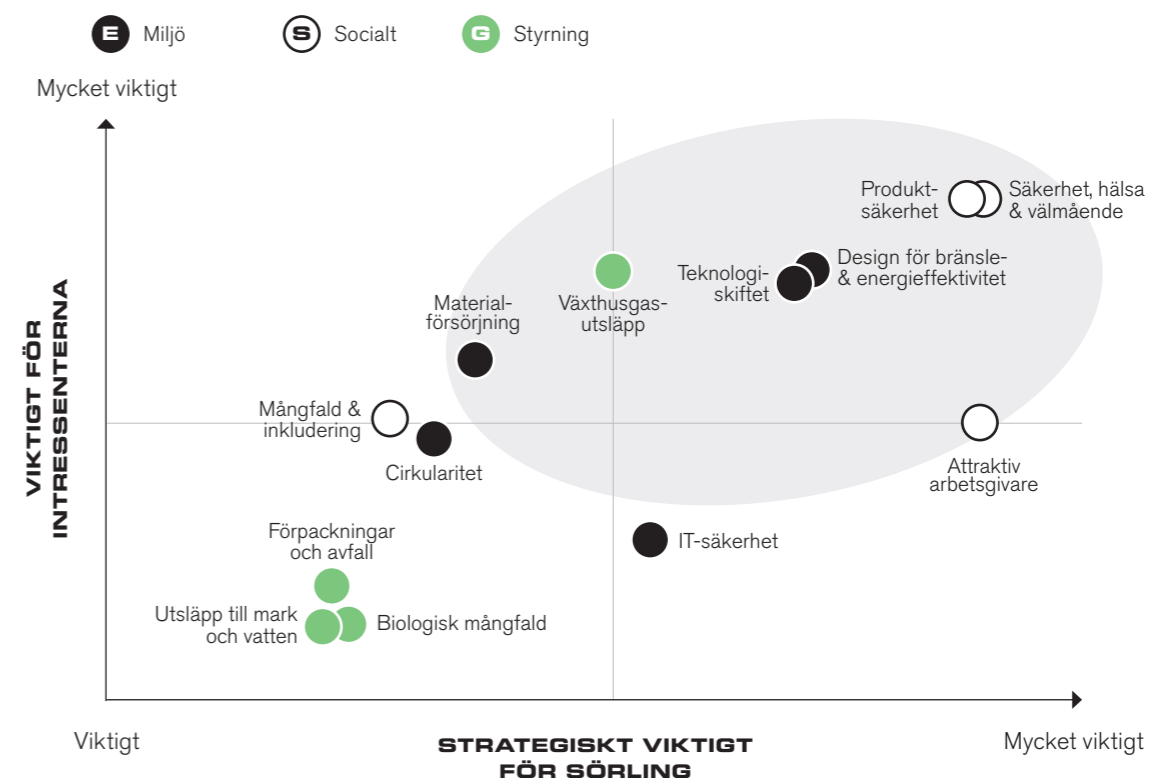 E Miljö
S Socialt
G Styrning
Mycket viktigt
VIKTIGT FÖR
INTRESSENTERNA
Produkt-
säkerhet
Säkerhet, hälsa
& välmående
Teknologi-
skiftet
Design för bränsle-
& energieffektivitet
Växthusgas-
utsläpp
Material-
försörjning
Mångfald &
inkludering
Cirkularitet
Attraktiv
arbetsgivare
IT-säkerhet
Förpackningar
och avfall
Utsläpp till mark
och vatten
Biologisk mångfald
Viktigt
STRATEGISKT VIKTIGT
FÖR SÖRLING
Mycket viktigt